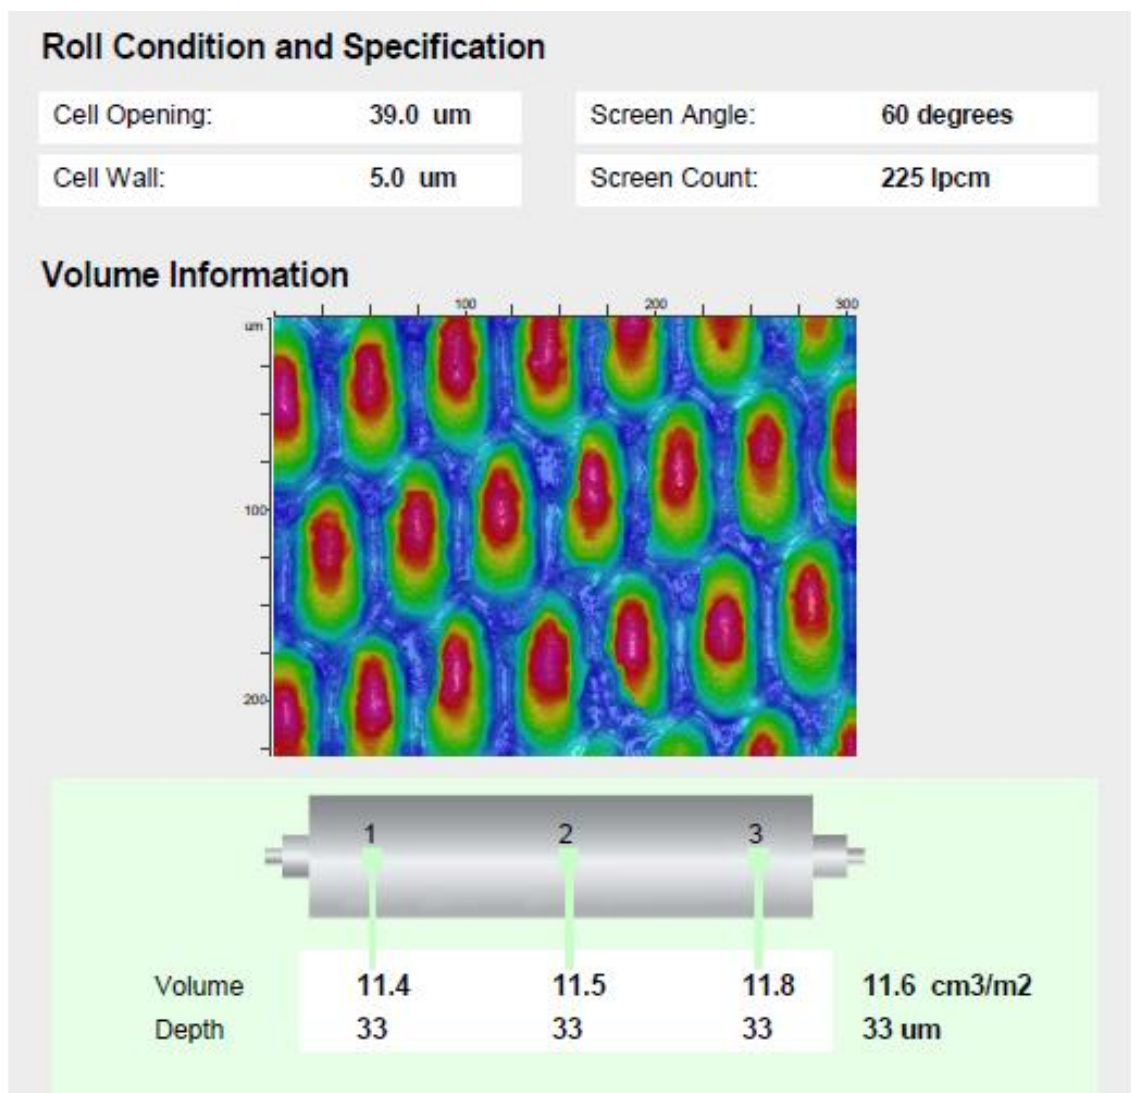 Roll Condition and Specification
Cell Opening: 39.0 um Screen Angle: 60 degrees
Cell Wall: 5.0 um Screen Count: 225 lpcm
Volume Information
100 200 300
um
100
200
1 2 3
Volume 11.4 11.5 11.8 11.6 cm3/m2
Depth 33 33 33 33 um